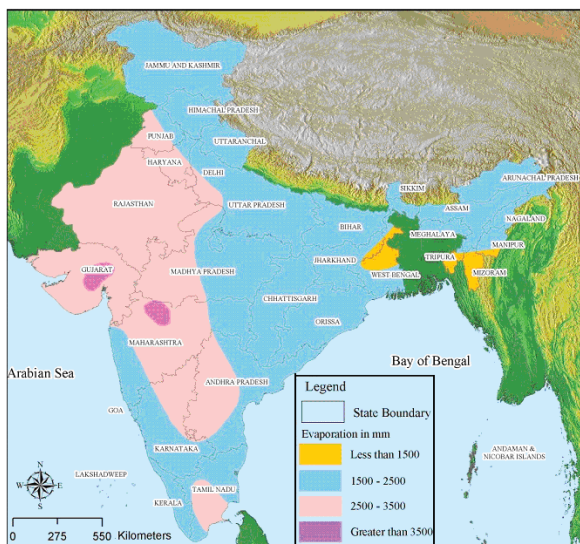 JAMMU AND KASHMIR
HIMACHAL PRADESH
PUNJAB
UTTARANCHAL
HARYANA
DELHI
ARUNACHAL PRADESH
SIKKIM
RAJASTHAN
UTTAR PRADESH
ASSAM
NAGALAND
BIHAR
MEGHALAYA
MANIPUR
JHARKHAND
TRIPURA
GUJARAT
MADHYA PRADESH
WEST BENGAL
MIZORAM
CHHATTISGARH
ORISSA
MAHARASHTRA
Bay of Bengal
Arabian Sea
ANDHRA PRADESH
GOA
KARNATAKA
LAKSHADWEEP
TAMIL NADU
KERALA
ANDAMAN &
NICOBAR ISLANDS
Legend
State Boundary
Evaporation in mm
Less than 1500
1500 - 2500
2500 - 3500
Greater than 3500
N
W E
S
0 275 550 Kilometers